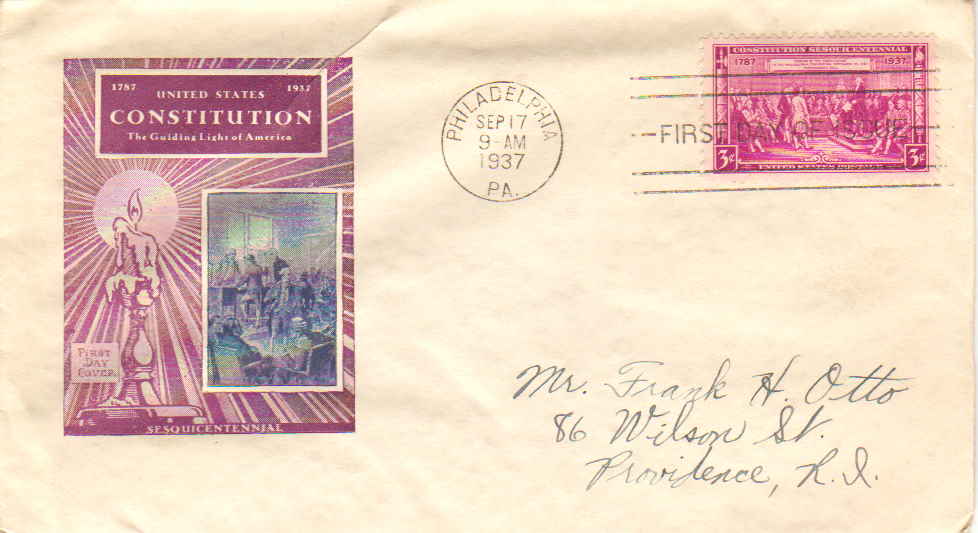 1787 1937
UNITED STATES
CONSTITUTION
The Guiding Light of America
FIRST
DAY
COVER
SESQUICENTENNIAL
PHILADELPHIA
SEP 17
9-AM
1937
PA.
CONSTITUTION SESQUICENTENNIAL
1787 1937
FIRST DAY OF ISSUE
3¢ 3¢
UNITED STATES POSTAGE
Mr. Frank H. Otto
86 Wilson St.
Providence, R.I.